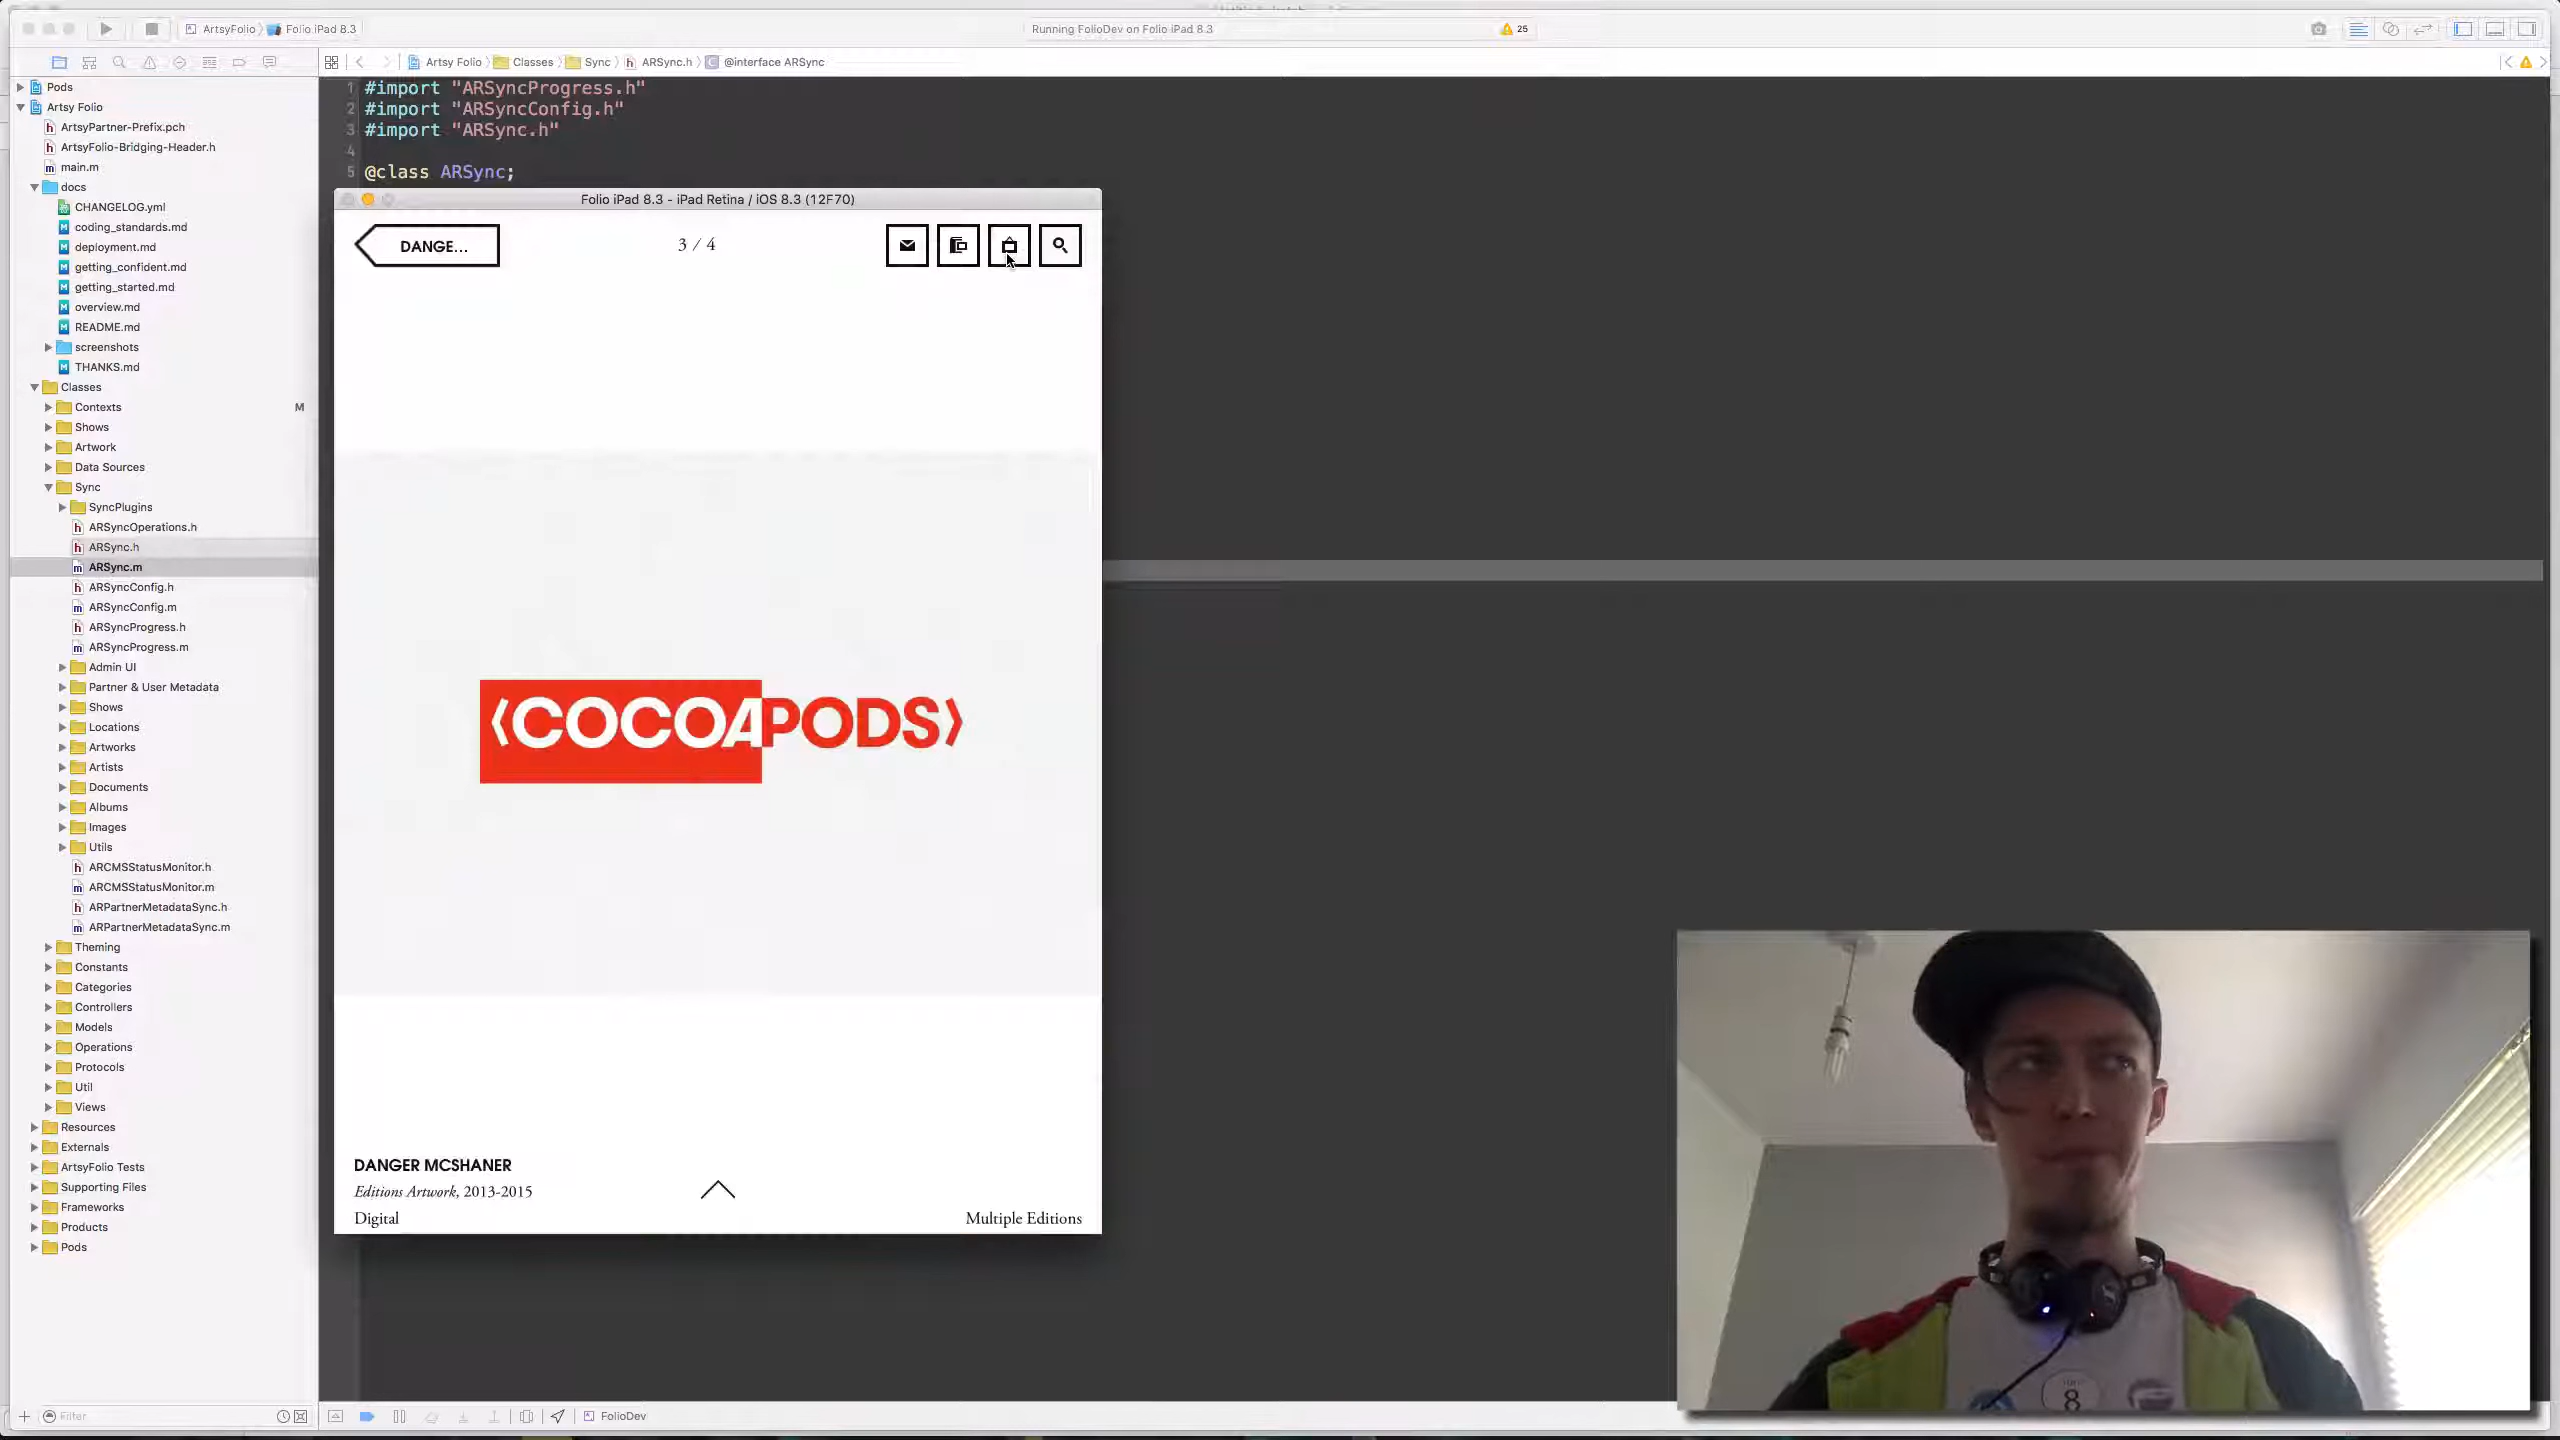 ArtsyFolio Folio iPad 8.3
Running FolioDev on Folio iPad 8.3
25
Artsy Folio Classes Sync ARSync.h @interface ARSync
Pods
Artsy Folio
ArtsyPartner-Prefix.pch
ArtsyFolio-Bridging-Header.h
main.m
docs
CHANGELOG.yml
coding_standards.md
deployment.md
getting_confident.md
getting_started.md
overview.md
README.md
screenshots
THANKS.md
Classes
Contexts M
Shows
Artwork
Data Sources
Sync
SyncPlugins
ARSyncOperations.h
ARSync.h
ARSync.m
ARSyncConfig.h
ARSyncConfig.m
ARSyncProgress.h
ARSyncProgress.m
Admin UI
Partner & User Metadata
Shows
Locations
Artworks
Artists
Documents
Albums
Images
Utils
ARCMSStatusMonitor.h
ARCMSStatusMonitor.m
ARPartnerMetadataSync.h
ARPartnerMetadataSync.m
Theming
Constants
Categories
Controllers
Models
Operations
Protocols
Util
Views
Resources
Externals
ArtsyFolio Tests
Supporting Files
Frameworks
Products
Pods
Filter
1 #import "ARSyncProgress.h"
2 #import "ARSyncConfig.h"
3 #import "ARSync.h"
4
5 @class ARSync;
Folio iPad 8.3 - iPad Retina / iOS 8.3 (12F70)
DANGE...
3 / 4
⟨COCOAPODS⟩
DANGER MCSHANER
Editions Artwork, 2013-2015
Digital
Multiple Editions
FolioDev
8